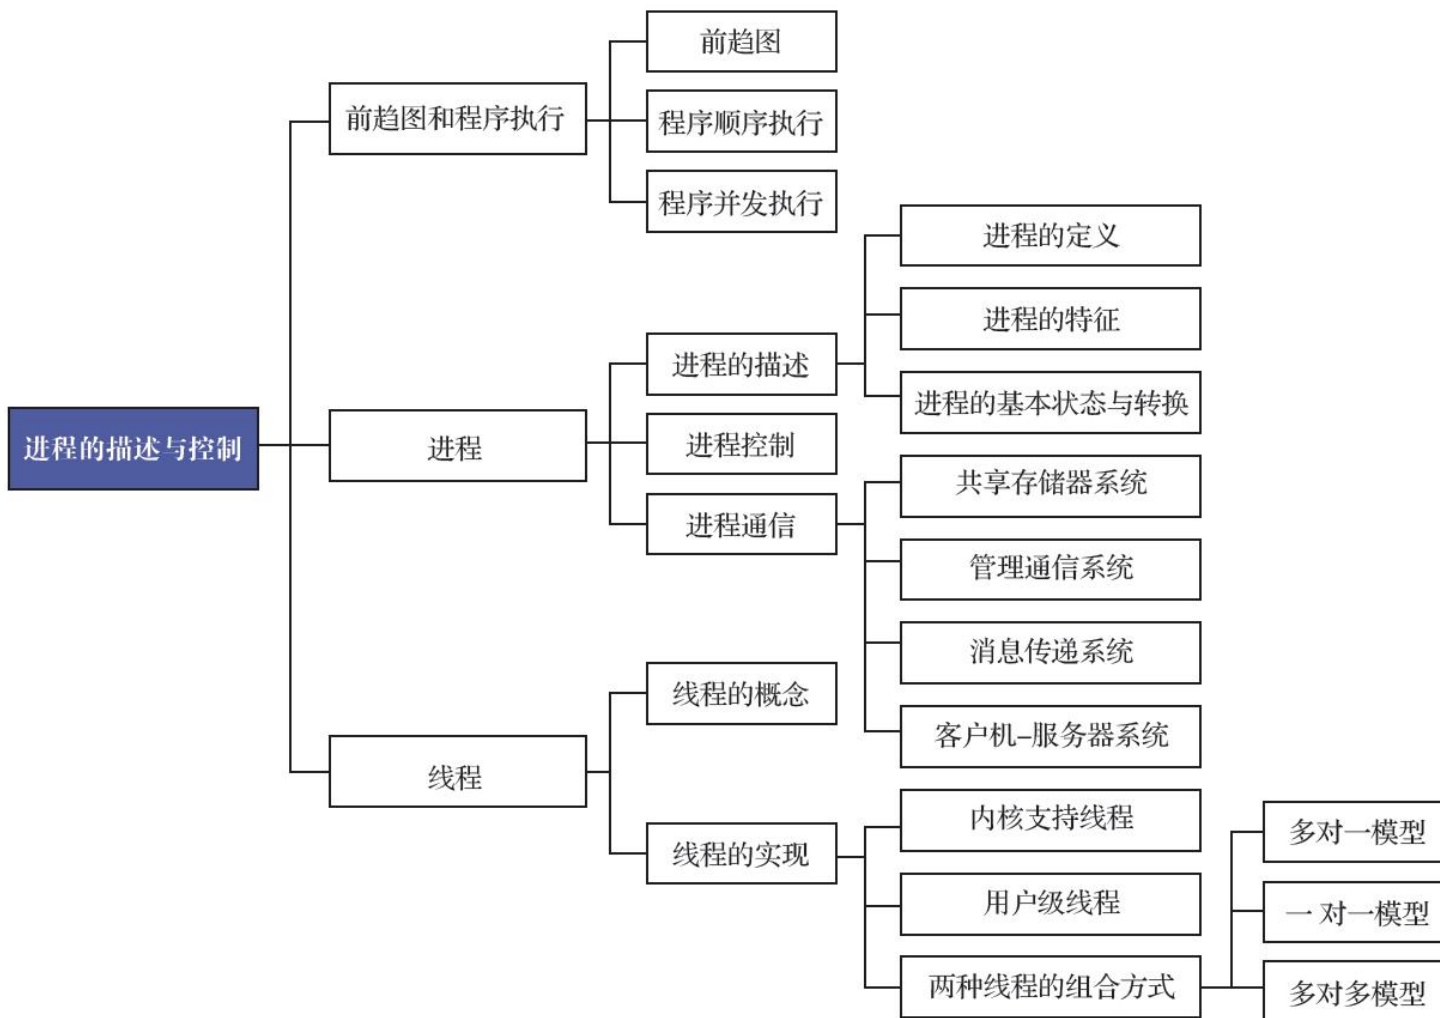 进程的描述与控制
前趋图和程序执行
前趋图
程序顺序执行
程序并发执行
进程
进程的描述
进程的定义
进程的特征
进程的基本状态与转换
进程控制
进程通信
共享存储器系统
管理通信系统
消息传递系统
客户机–服务器系统
线程
线程的概念
线程的实现
内核支持线程
用户级线程
两种线程的组合方式
多对一模型
一 对一模型
多对多模型